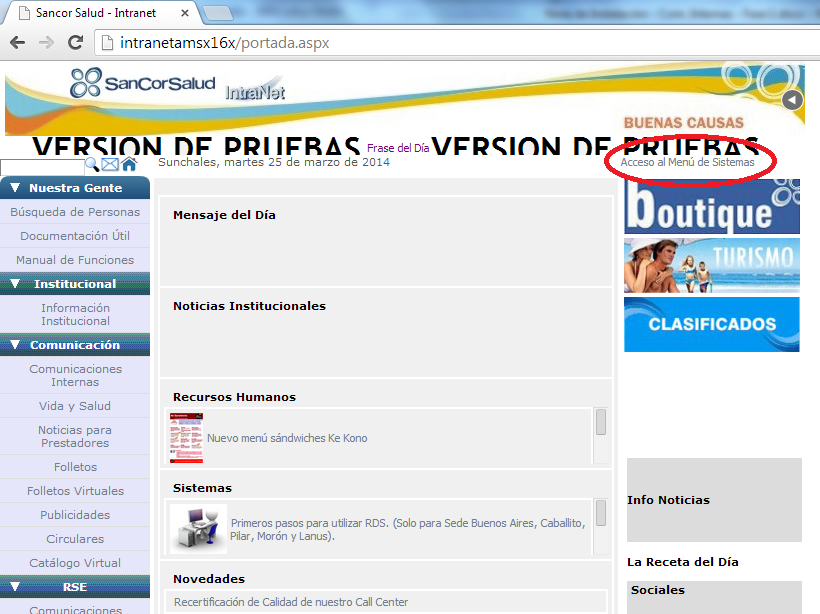 Sancor Salud - Intranet
intranetamsx16x/portada.aspx
SanCorSalud IntraNet
BUENAS CAUSAS
VERSION DE PRUEBAS Frase del Día VERSION DE PRUEBAS
Sunchales, martes 25 de marzo de 2014
Acceso al Menú de Sistemas
Nuestra Gente
Búsqueda de Personas
Documentación Útil
Manual de Funciones
Institucional
Información
Institucional
Comunicación
Comunicaciones
Internas
Vida y Salud
Noticias para
Prestadores
Folletos
Folletos Virtuales
Publicidades
Circulares
Catálogo Virtual
RSE
Comunicaciones
Mensaje del Día
Noticias Institucionales
Recursos Humanos
Nuevo menú sándwiches Ke Kono
Sistemas
Primeros pasos para utilizar RDS. (Solo para Sede Buenos Aires, Caballito,
Pilar, Morón y Lanus).
Novedades
Recertificación de Calidad de nuestro Call Center
boutique
TURISMO
CLASIFICADOS
Info Noticias
La Receta del Día
Sociales